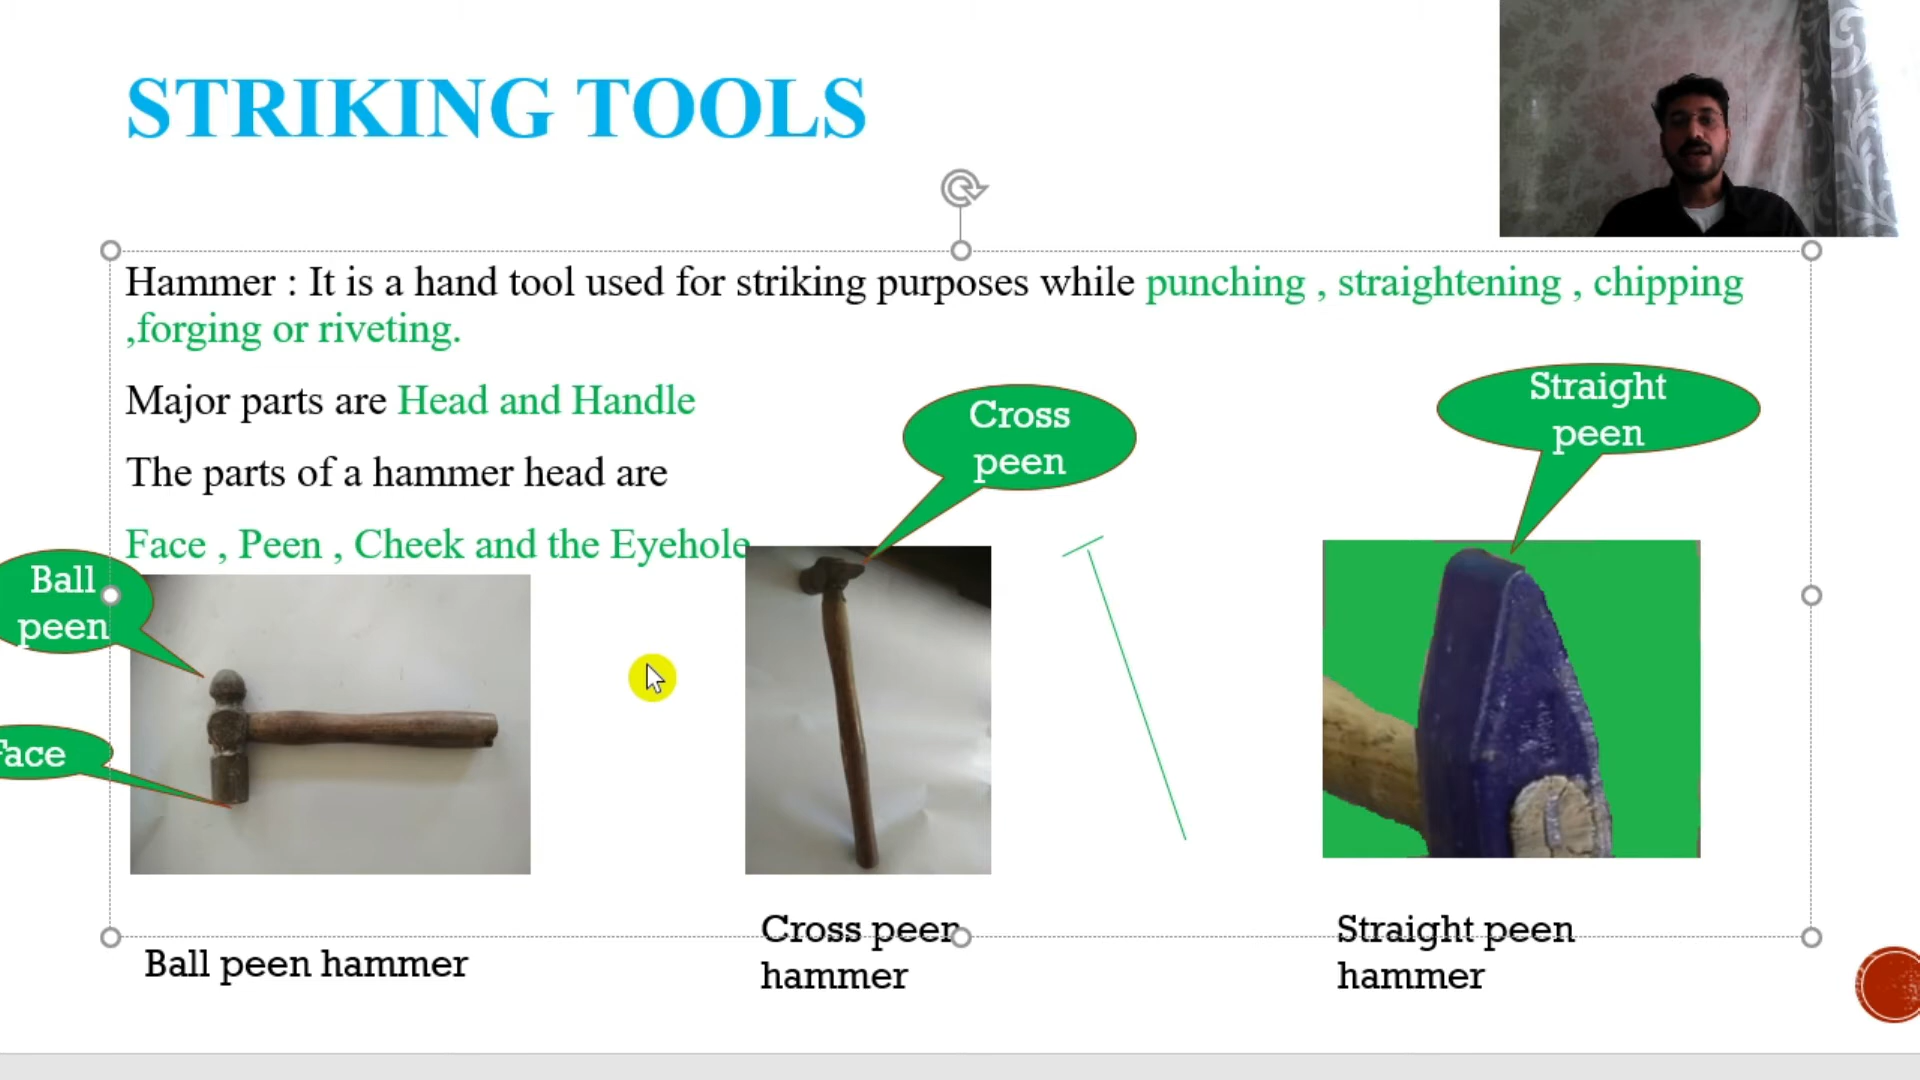 STRIKING TOOLS
Hammer : It is a hand tool used for striking purposes while punching , straightening , chipping
,forging or riveting.
Major parts are Head and Handle
The parts of a hammer head are
Face , Peen , Cheek and the Eyehole
Cross
peen
Straight
peen
Ball
peen
Face
Ball peen hammer
Cross peen
hammer
Straight peen
hammer